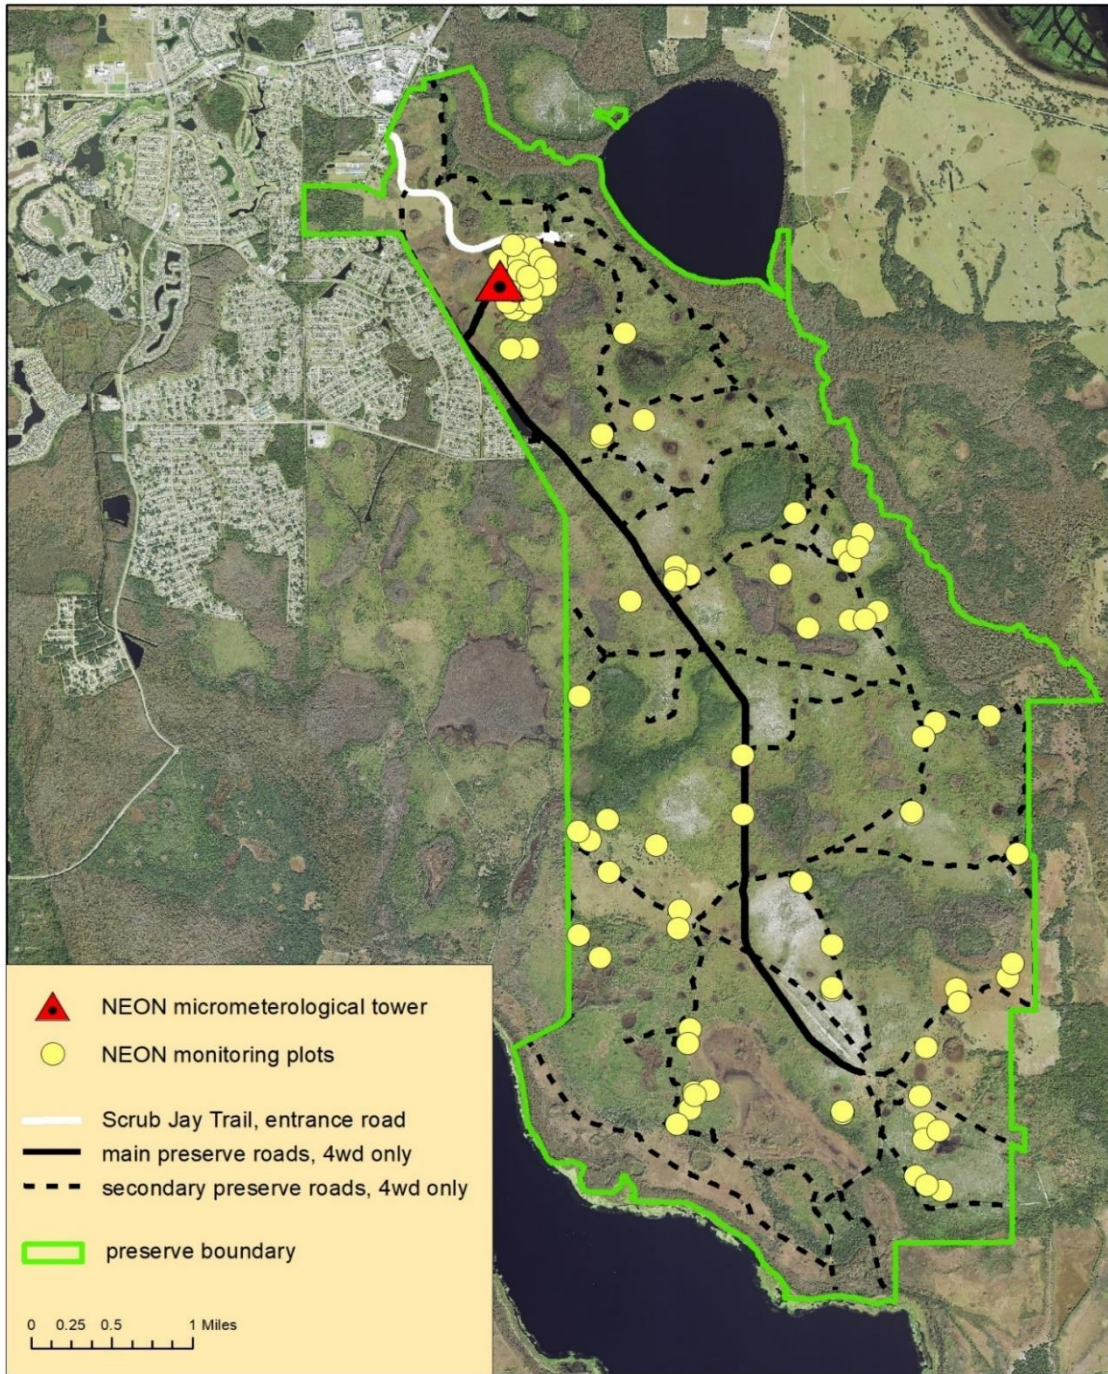 NEON micrometerological tower
NEON monitoring plots
Scrub Jay Trail, entrance road
main preserve roads, 4wd only
secondary preserve roads, 4wd only
preserve boundary
0 0.25 0.5 1 Miles